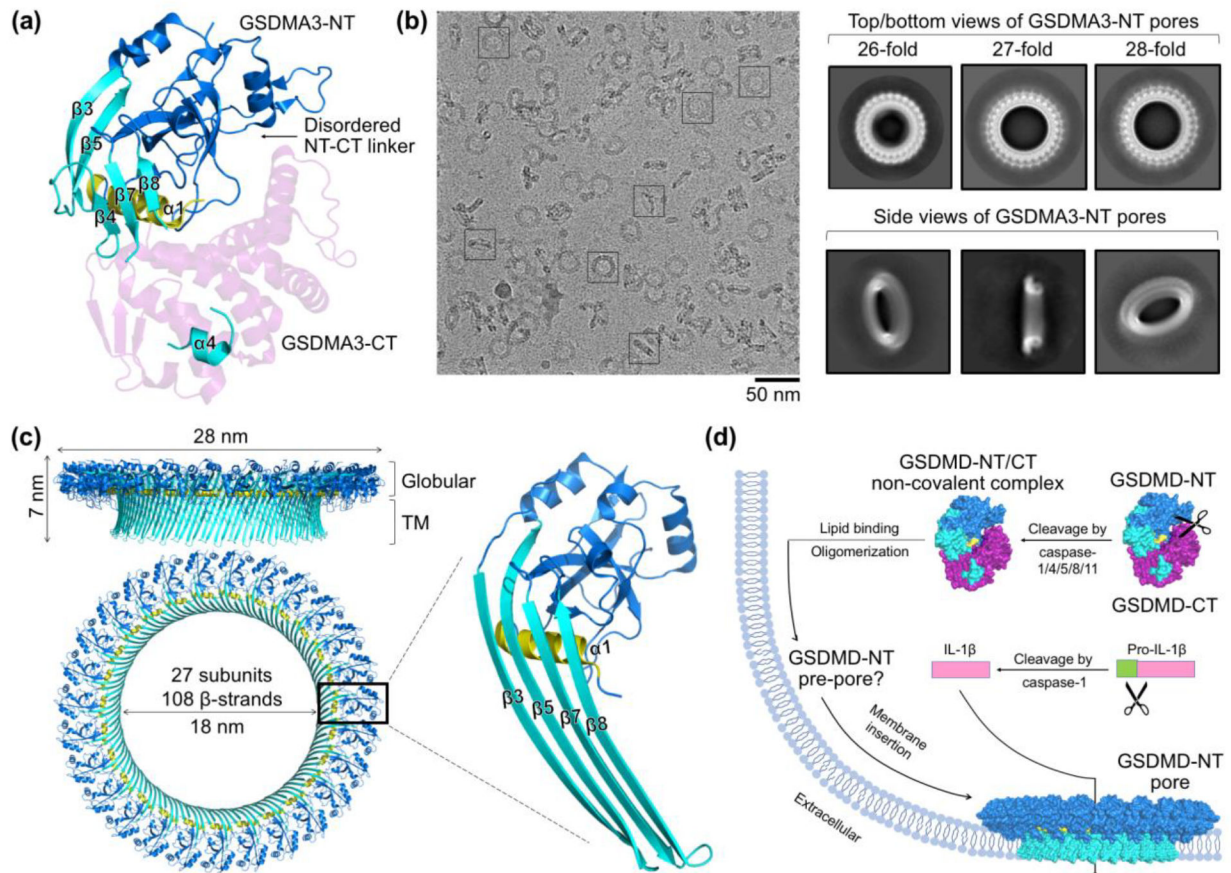 (a)
GSDMA3-NT
β3
β5
Disordered
NT-CT linker
β8
β7
α1
β4
GSDMA3-CT
α4
(b)
50 nm
Top/bottom views of GSDMA3-NT pores
26-fold
27-fold
28-fold
Side views of GSDMA3-NT pores
(c)
28 nm
7 nm
Globular
TM
27 subunits
108 β-strands
18 nm
α1
β3
β5
β7
β8
(d)
GSDMD-NT/CT
non-covalent complex
GSDMD-NT
Lipid binding
Oligomerization
Cleavage by
caspase-
1/4/5/8/11
GSDMD-CT
GSDMD-NT
pre-pore?
IL-1β
Cleavage by
caspase-1
Pro-IL-1β
Membrane
insertion
GSDMD-NT
pore
Extracellular